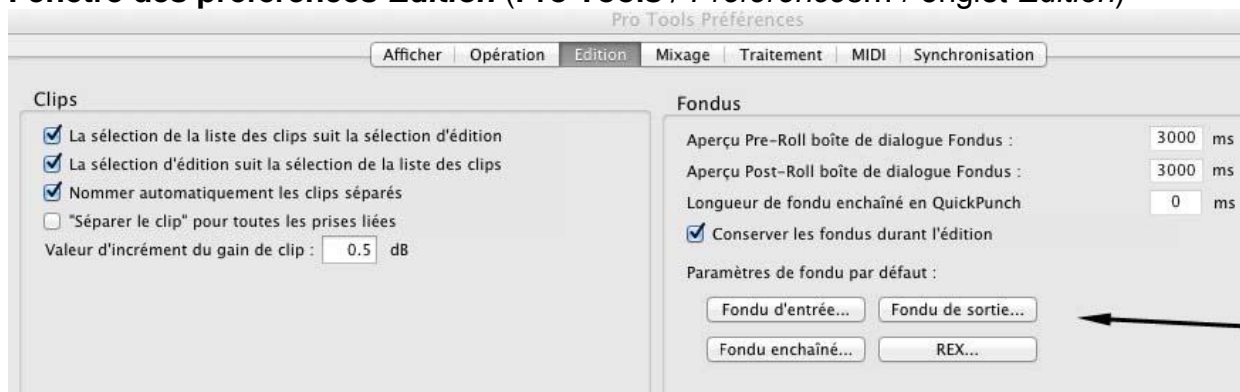 Fenêtre des préférences Edition (Pro Tools / Préférences... / onglet Edition)
Pro Tools Préférences
Afficher Opération Edition Mixage Traitement MIDI Synchronisation
Clips
La sélection de la liste des clips suit la sélection d'édition
La sélection d'édition suit la sélection de la liste des clips
Nommer automatiquement les clips séparés
"Séparer le clip" pour toutes les prises liées
Valeur d'incrément du gain de clip : 0.5 dB
Fondus
Aperçu Pre-Roll boîte de dialogue Fondus : 3000 ms
Aperçu Post-Roll boîte de dialogue Fondus : 3000 ms
Longueur de fondu enchaîné en QuickPunch 0 ms
Conserver les fondus durant l'édition
Paramètres de fondu par défaut :
Fondu d'entrée... Fondu de sortie...
Fondu enchaîné... REX...